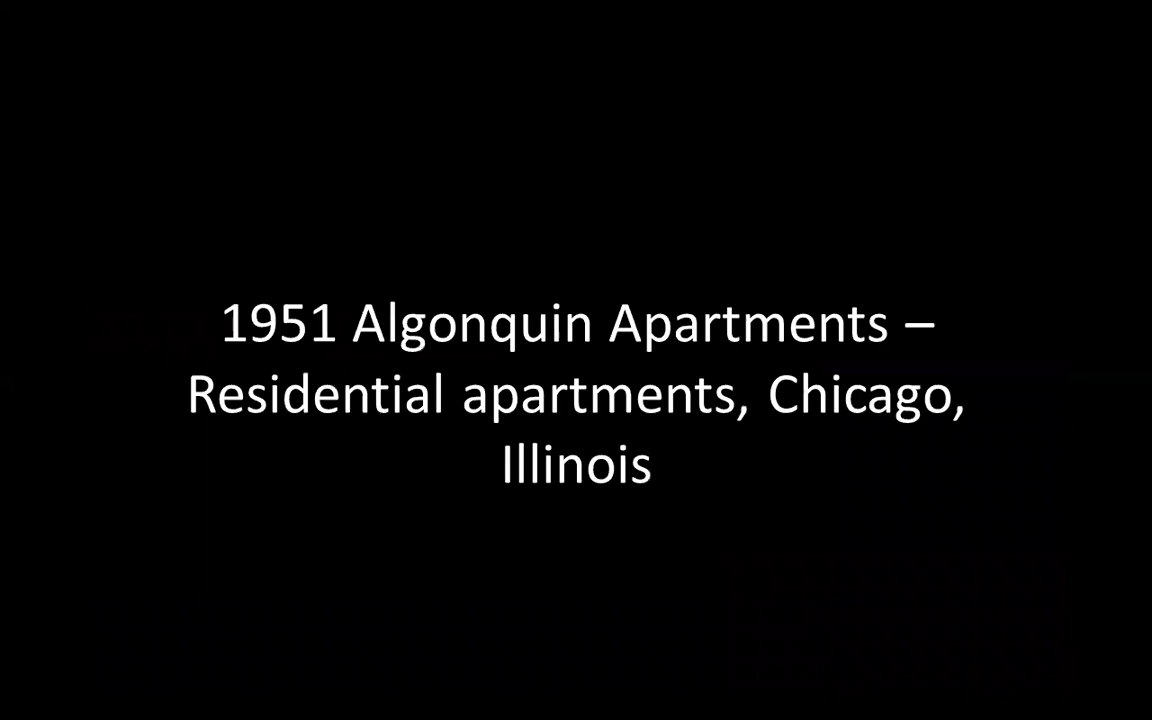 1951 Algonquin Apartments –
Residential apartments, Chicago,
Illinois